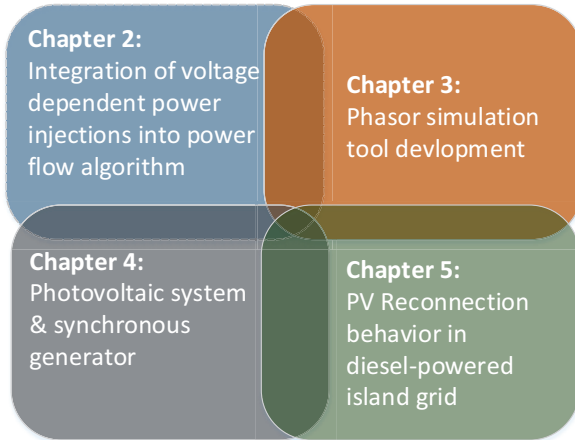 Chapter 2:
Integration of voltage
dependent power
injections into power
flow algorithm
Chapter 3:
Phasor simulation
tool devlopment
Chapter 4:
Photovoltaic system
& synchronous
generator
Chapter 5:
PV Reconnection
behavior in
diesel-powered
island grid